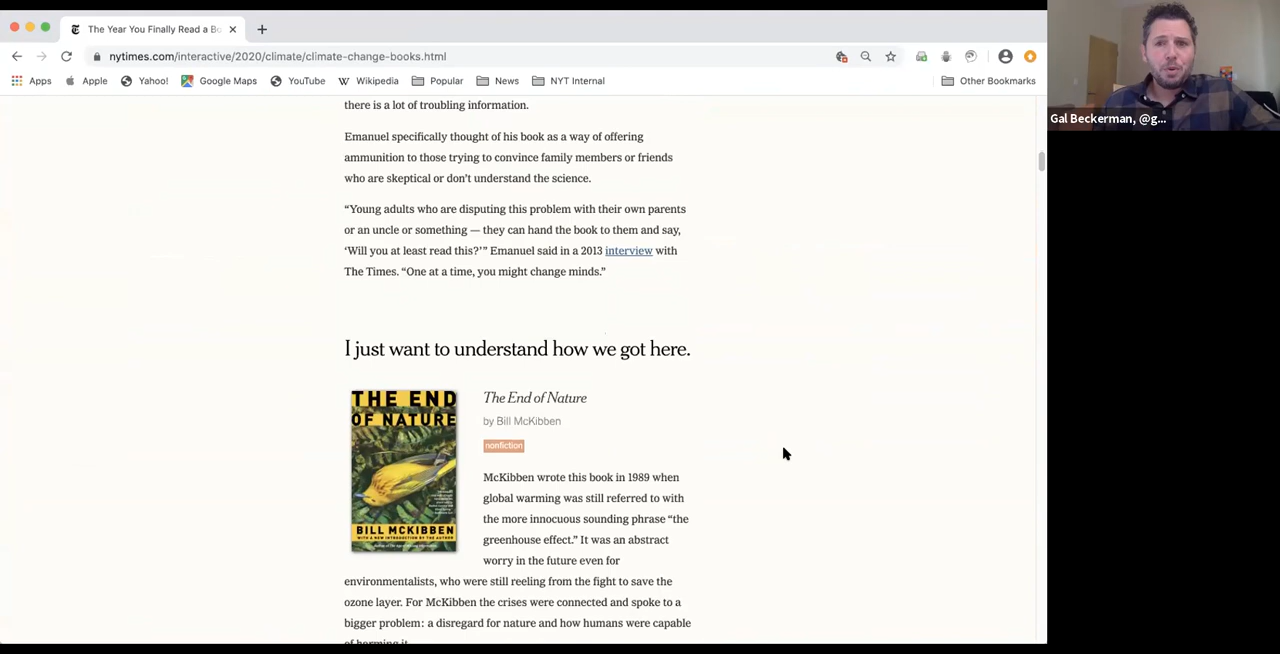 The Year You Finally Read a Bo
nytimes.com/interactive/2020/climate/climate-change-books.html
Apps Apple Yahoo! Google Maps YouTube Wikipedia Popular News NYT Internal Other Bookmarks
Gal Beckerman, @g...
there is a lot of troubling information.
Emanuel specifically thought of his book as a way of offering
ammunition to those trying to convince family members or friends
who are skeptical or don’t understand the science.
“Young adults who are disputing this problem with their own parents
or an uncle or something — they can hand the book to them and say,
‘Will you at least read this?’” Emanuel said in a 2013 interview with
The Times. “One at a time, you might change minds.”
I just want to understand how we got here.
THE END
OF NATURE
BILL MCKIBBEN
WITH A NEW INTRODUCTION BY THE AUTHOR
The End of Nature
by Bill McKibben
nonfiction
McKibben wrote this book in 1989 when
global warming was still referred to with
the more innocuous sounding phrase “the
greenhouse effect.” It was an abstract
worry in the future even for
environmentalists, who were still reeling from the fight to save the
ozone layer. For McKibben the crises were connected and spoke to a
bigger problem: a disregard for nature and how humans were capable
of harming it.